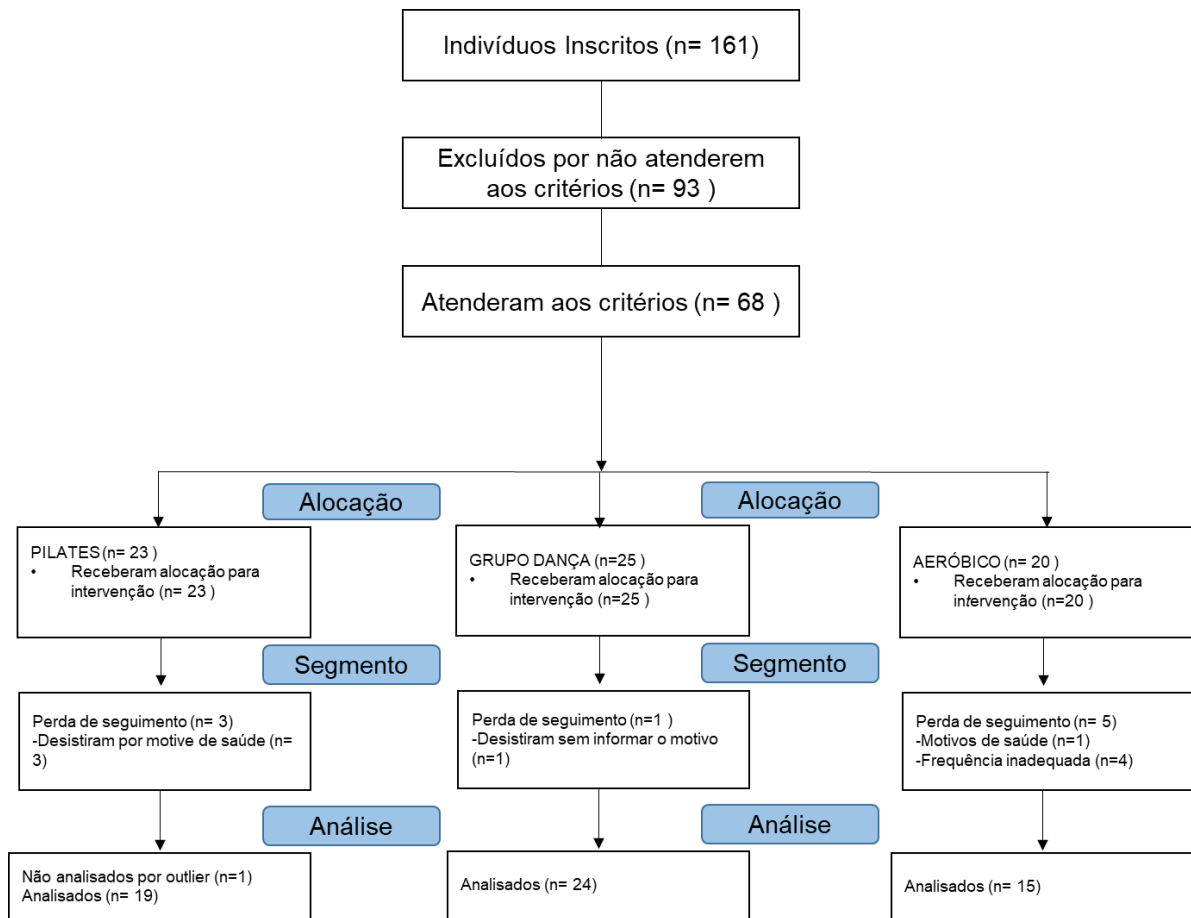 Indivíduos Inscritos (n= 161)
Excluídos por não atenderem
aos critérios (n= 93 )
Atenderam aos critérios (n= 68 )
Alocação
Alocação
PILATES (n= 23 )
• Receberam alocação para
intervenção (n= 23 )
GRUPO DANÇA (n=25 )
• Receberam alocação para
intervenção (n=25 )
AERÓBICO (n= 20 )
• Receberam alocação para
intervenção (n=20 )
Segmento
Segmento
Perda de seguimento (n= 3)
-Desistiram por motive de saúde (n=
3)
Perda de seguimento (n=1 )
-Desistiram sem informar o motivo
(n=1)
Perda de seguimento (n= 5)
-Motivos de saúde (n=1)
-Frequência inadequada (n=4)
Análise
Análise
Não analisados por outlier (n=1)
Analisados (n= 19)
Analisados (n= 24)
Analisados (n= 15)